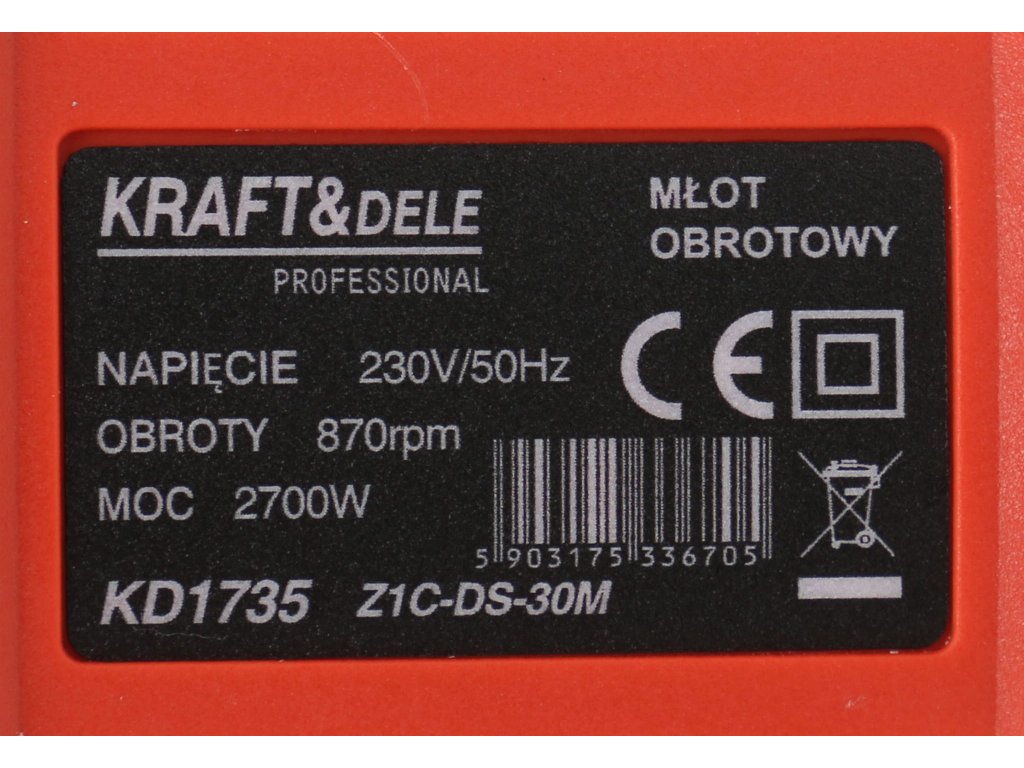 KRAFT&DELE
PROFESSIONAL
MŁOT
OBROTOWY
NAPIĘCIE 230V/50Hz
OBROTY 870rpm
MOC 2700W
CE
5 903175 336705
KD1735 Z1C-DS-30M